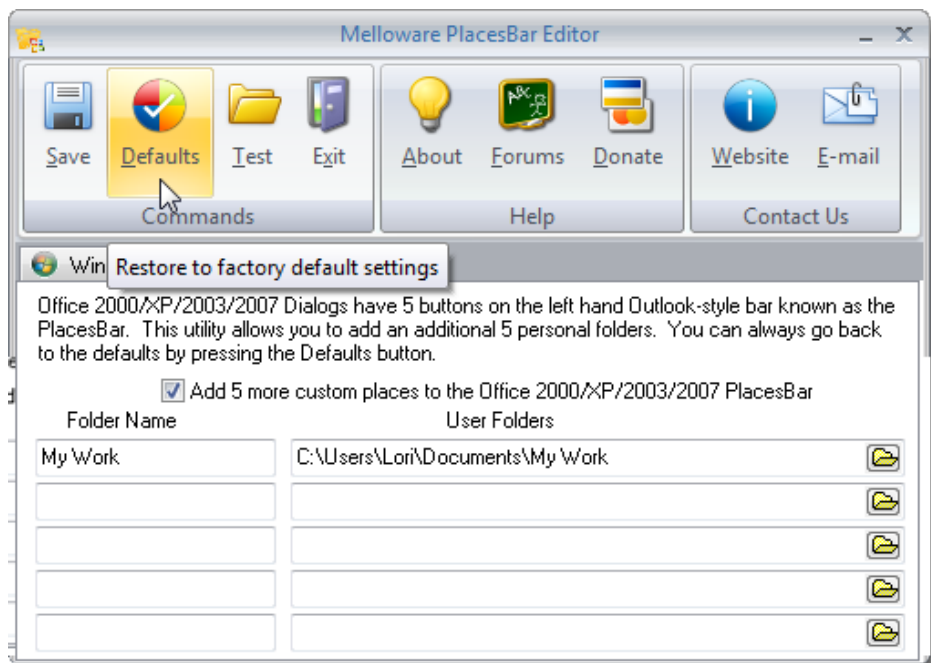 Melloware PlacesBar Editor
Save Defaults Test Exit About Forums Donate Website E-mail
Commands Help Contact Us
Win
Restore to factory default settings
Office 2000/XP/2003/2007 Dialogs have 5 buttons on the left hand Outlook-style bar known as the
PlacesBar. This utility allows you to add an additional 5 personal folders. You can always go back
to the defaults by pressing the Defaults button.
Add 5 more custom places to the Office 2000/XP/2003/2007 PlacesBar
Folder Name User Folders
My Work C:\Users\Lori\Documents\My Work